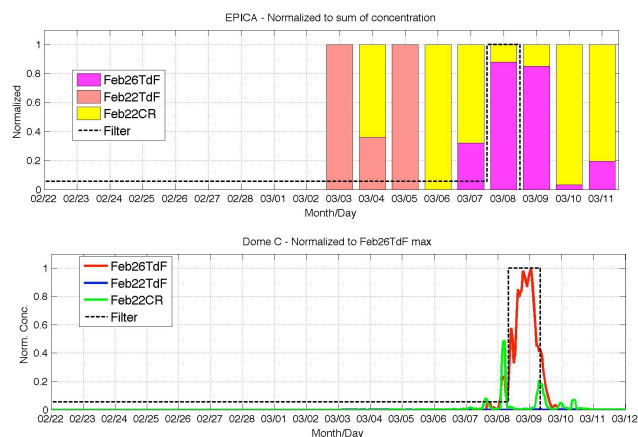 EPICA - Normalized to sum of concentration
Normalized
1
0.8
0.6
0.4
0.2
0
Feb26TdF
Feb22TdF
Feb22CR
Filter
02/22 02/23 02/24 02/25 02/26 02/27 02/28 03/01 03/02 03/03 03/04 03/05 03/06 03/07 03/08 03/09 03/10 03/11
Month/Day
Dome C - Normalized to Feb26TdF max
Norm. Conc.
1
0.8
0.6
0.4
0.2
0
Feb26TdF
Feb22TdF
Feb22CR
Filter
02/22 02/23 02/24 02/25 02/26 02/27 02/28 03/01 03/02 03/03 03/04 03/05 03/06 03/07 03/08 03/09 03/10 03/11 03/12
Month/Day